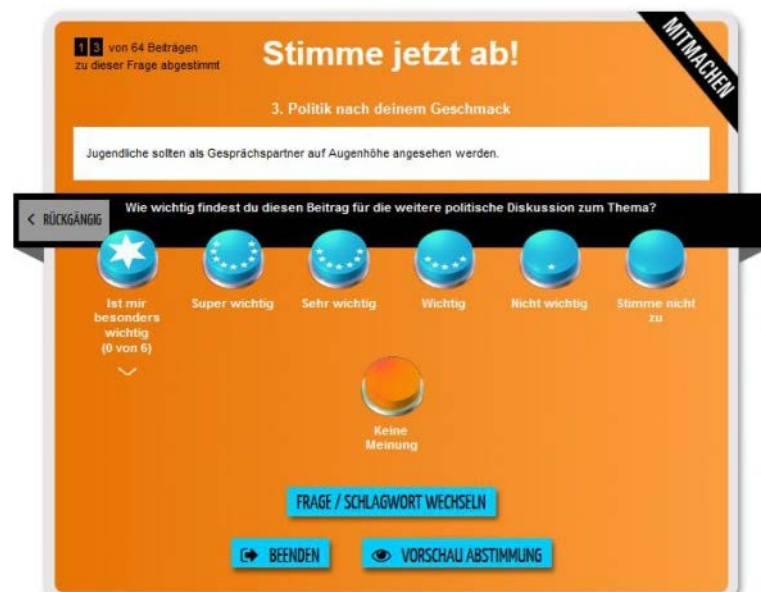 13 von 64 Beiträgen
zu dieser Frage abgestimmt
Stimme jetzt ab!
MITMACHEN
3. Politik nach deinem Geschmack
Jugendliche sollten als Gesprächspartner auf Augenhöhe angesehen werden.
< RÜCKGÄNGIG
Wie wichtig findest du diesen Beitrag für die weitere politische Diskussion zum Thema?
Ist mir
besonders
wichtig
(0 von 6)
Super wichtig
Sehr wichtig
Wichtig
Nicht wichtig
Stimme nicht
zu
Keine
Meinung
FRAGE / SCHLAGWORT WECHSELN
BEENDEN
VORSCHAU ABSTIMMUNG